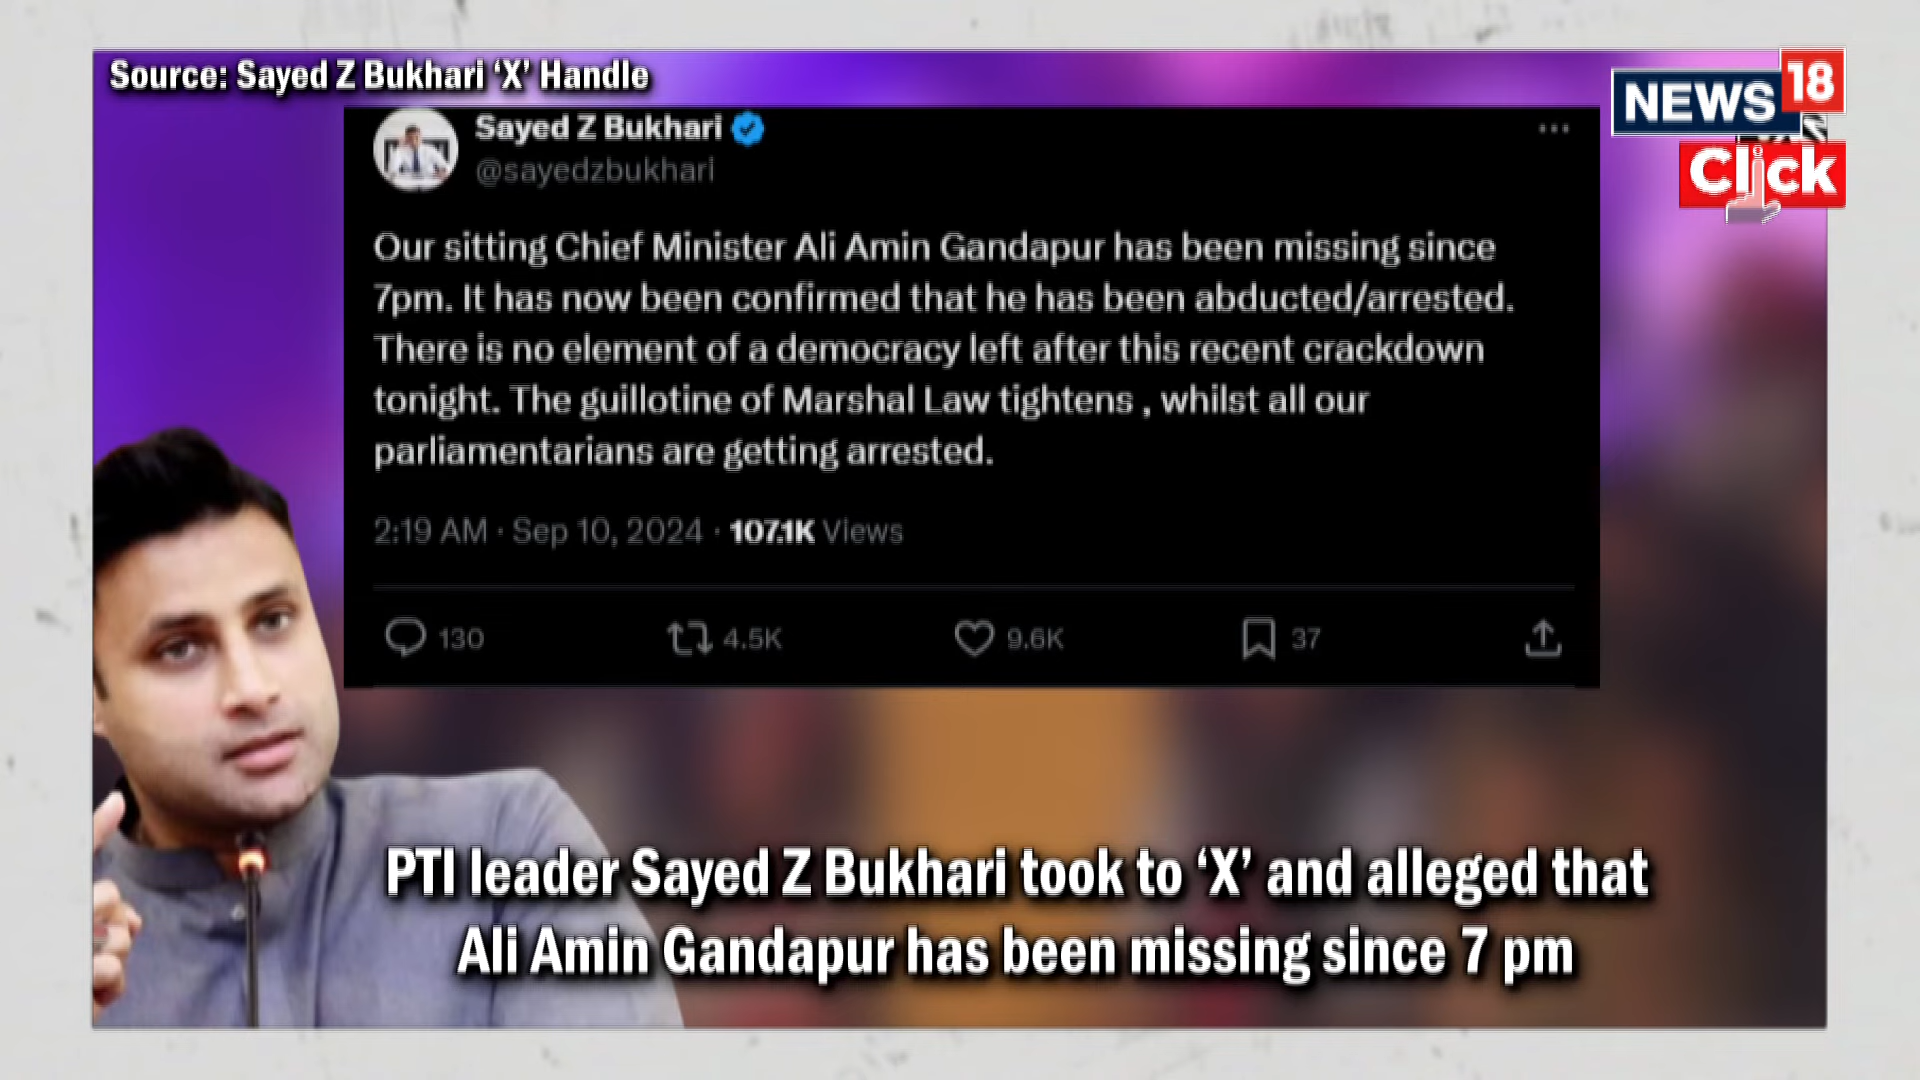 Source: Sayed Z Bukhari ‘X’ Handle
NEWS 18
Click
Sayed Z Bukhari
@sayedzbukhari
Our sitting Chief Minister Ali Amin Gandapur has been missing since
7pm. It has now been confirmed that he has been abducted/arrested.
There is no element of a democracy left after this recent crackdown
tonight. The guillotine of Marshal Law tightens , whilst all our
parliamentarians are getting arrested.
2:19 AM · Sep 10, 2024 · 107.1K Views
130 4.5K 9.6K 37
PTI leader Sayed Z Bukhari took to ‘X’ and alleged that
Ali Amin Gandapur has been missing since 7 pm